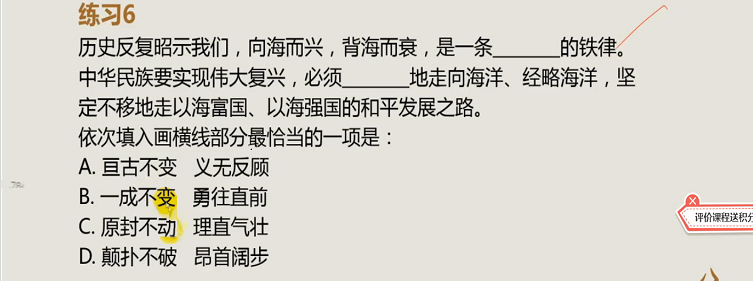 练习6
历史反复昭示我们，向海而兴，背海而衰，是一条_______的铁律。
中华民族要实现伟大复兴，必须_______地走向海洋、经略海洋，坚
定不移地走以海富国、以海强国的和平发展之路。
依次填入画横线部分最恰当的一项是：
A. 亘古不变 义无反顾
B. 一成不变 勇往直前
C. 原封不动 理直气壮
D. 颠扑不破 昂首阔步
评价课程送积分